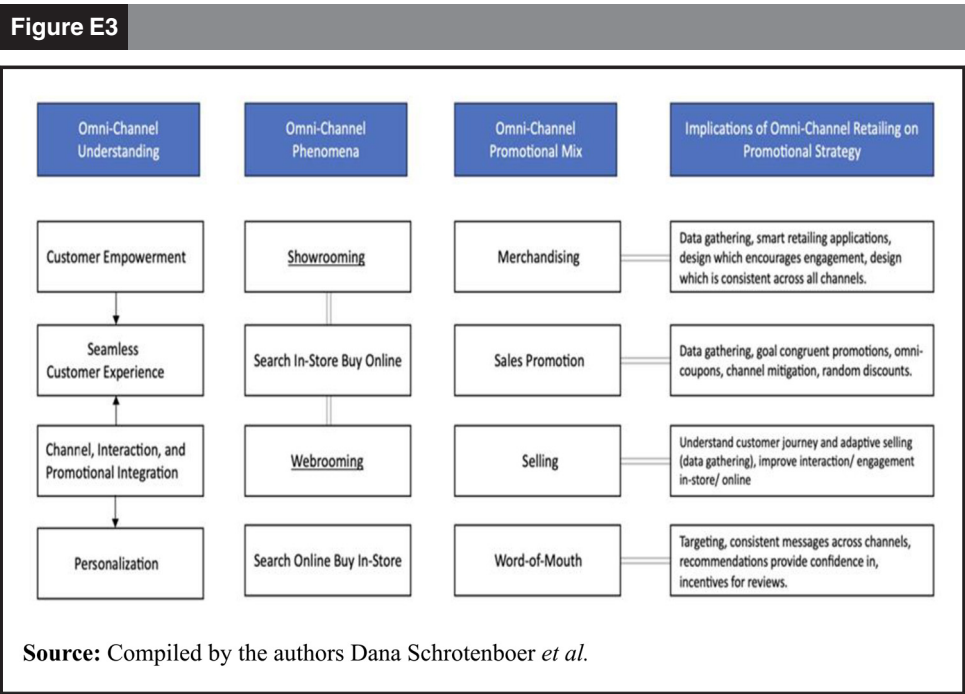 Figure E3
Omni-Channel
Understanding
Omni-Channel
Phenomena
Omni-Channel
Promotional Mix
Implications of Omni-Channel Retailing on
Promotional Strategy
Customer Empowerment
Showrooming
Merchandising
Data gathering, smart retailing applications,
design which encourages engagement, design
which is consistent across all channels.
Seamless
Customer Experience
Search In-Store Buy Online
Sales Promotion
Data gathering, goal congruent promotions, omni-
coupons, channel mitigation, random discounts.
Channel, Interaction, and
Promotional Integration
Webrooming
Selling
Understand customer journey and adaptive selling
(data gathering), improve interaction/ engagement
in-store/ online
Personalization
Search Online Buy In-Store
Word-of-Mouth
Targeting, consistent messages across channels,
recommendations provide confidence in,
incentives for reviews.
Source: Compiled by the authors Dana Schrotenboer et al.